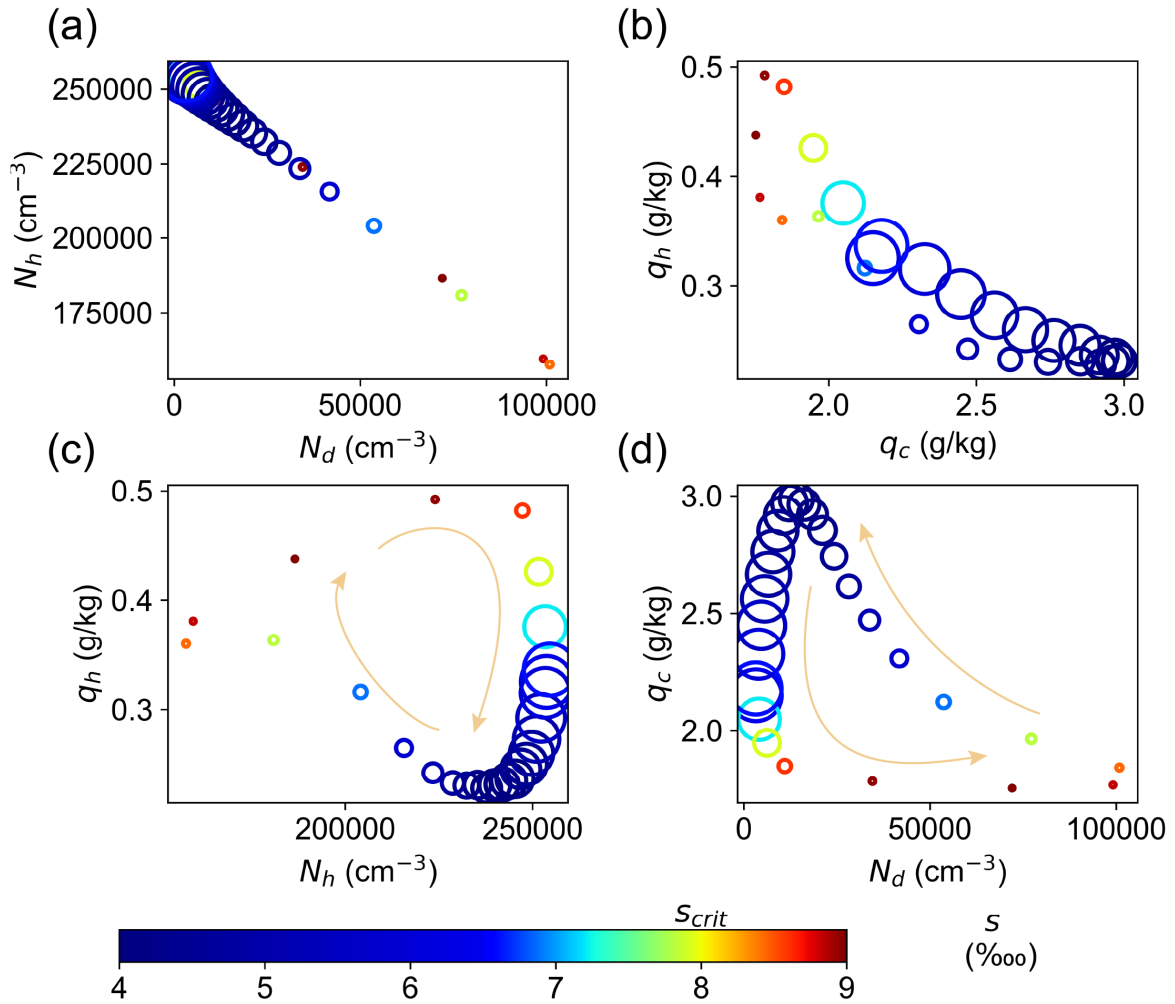 (a)
250000
225000
200000
175000
N_h (cm⁻³)
0
50000
100000
N_d (cm⁻³)
(b)
0.5
0.4
0.3
q_h (g/kg)
2.0
2.5
3.0
q_c (g/kg)
(c)
0.5
0.4
0.3
q_h (g/kg)
200000
250000
N_h (cm⁻³)
(d)
3.0
2.5
2.0
q_c (g/kg)
0
50000
100000
N_d (cm⁻³)
s_crit
4
5
6
7
8
9
s
(‰oo)